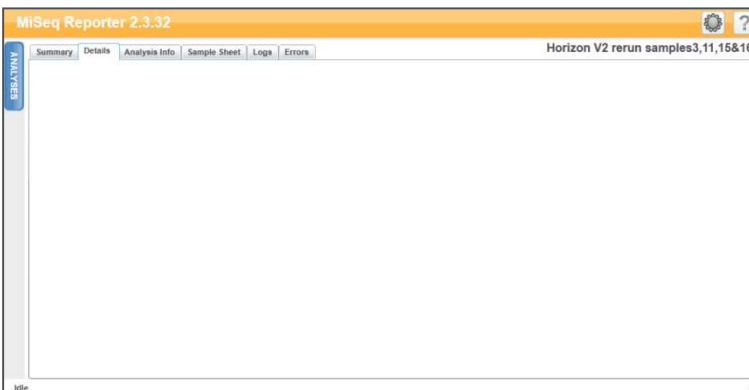 MiSeq Reporter 2.3.32
?
Summary Details Analysis Info Sample Sheet Logs Errors
Horizon V2 rerun samples3,11,15&16
ANALYSES
Idle